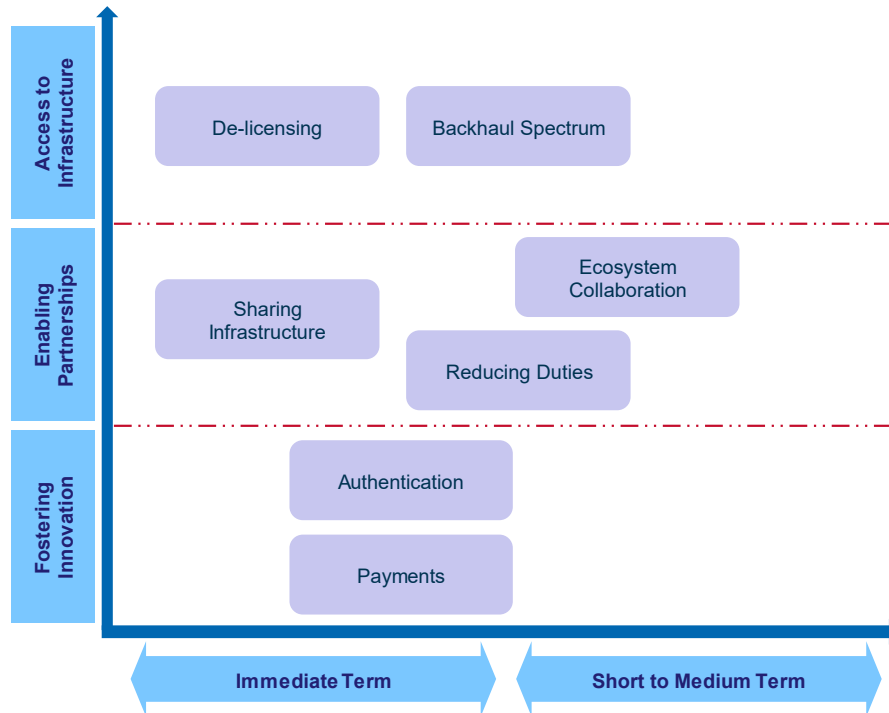 Access to
Infrastructure
De-licensing
Backhaul Spectrum
Enabling
Partnerships
Sharing
Infrastructure
Ecosystem
Collaboration
Reducing Duties
Fostering
Innovation
Authentication
Payments
Immediate Term
Short to Medium Term